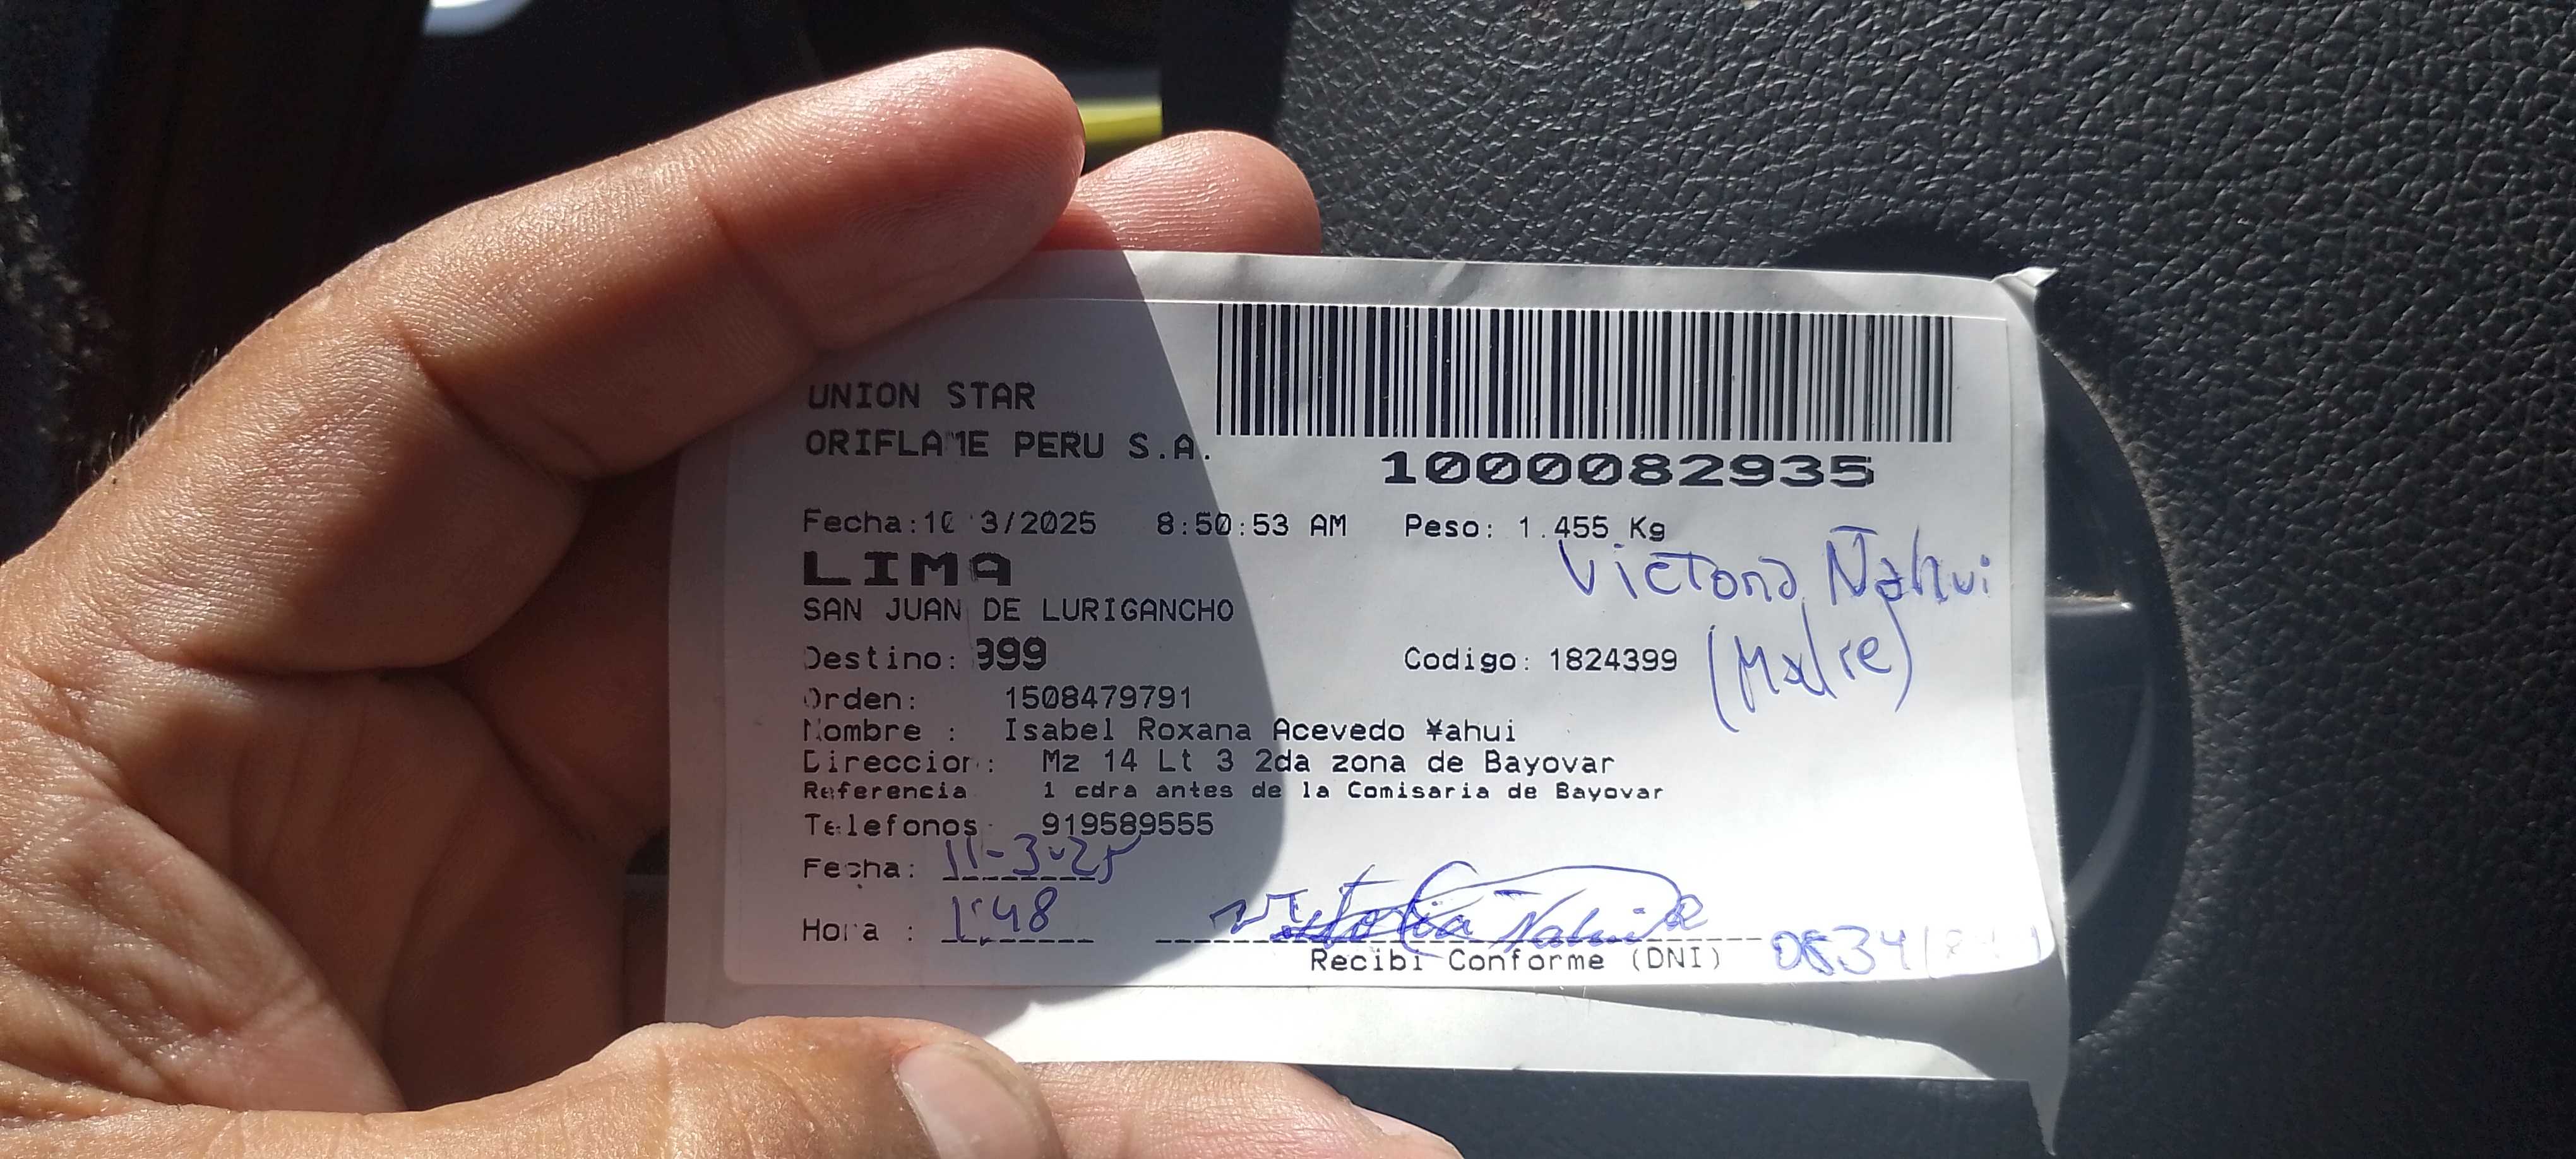 UNION STAR
ORIFLAME PERU S.A.
1000082935
Fecha:10 3/2025 8:50:53 AM Peso: 1.455 Kg
LIMA
Victoria Ñahui
SAN JUAN DE LURIGANCHO
Destino: 999 Codigo: 1824399
(Madre)
Orden: 1508479791
Nombre : Isabel Roxana Acevedo ¥ahui
Direccion: Mz 14 Lt 3 2da zona de Bayovar
Referencia 1 cdra antes de la Comisaria de Bayovar
Telefonos 919589555
Fecha: 11-3-25
Hora : 1:48
Recibi Conforme (DNI)